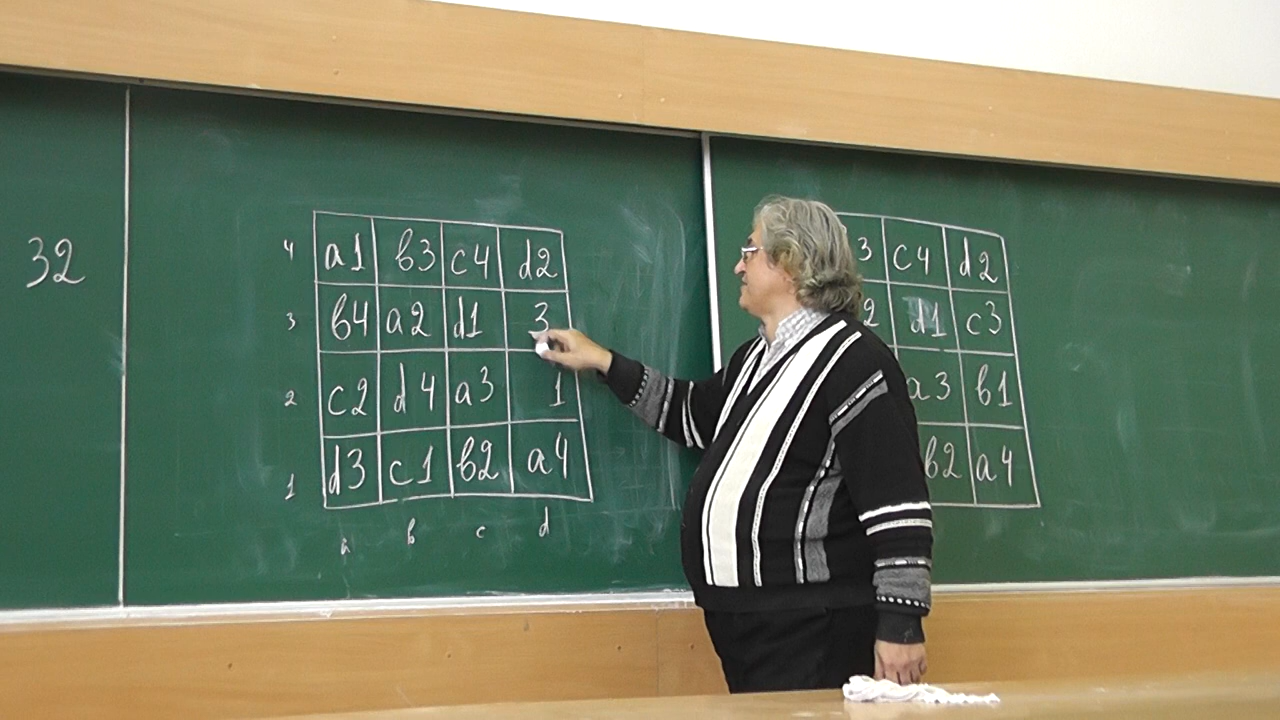 32
4 a1 b3 c4 d2
3 b4 a2 d1 3
2 c2 d4 a3 1
1 d3 c1 b2 a4
a b c d
3 c4 d2
2 d1 c3
a3 b1
b2 a4